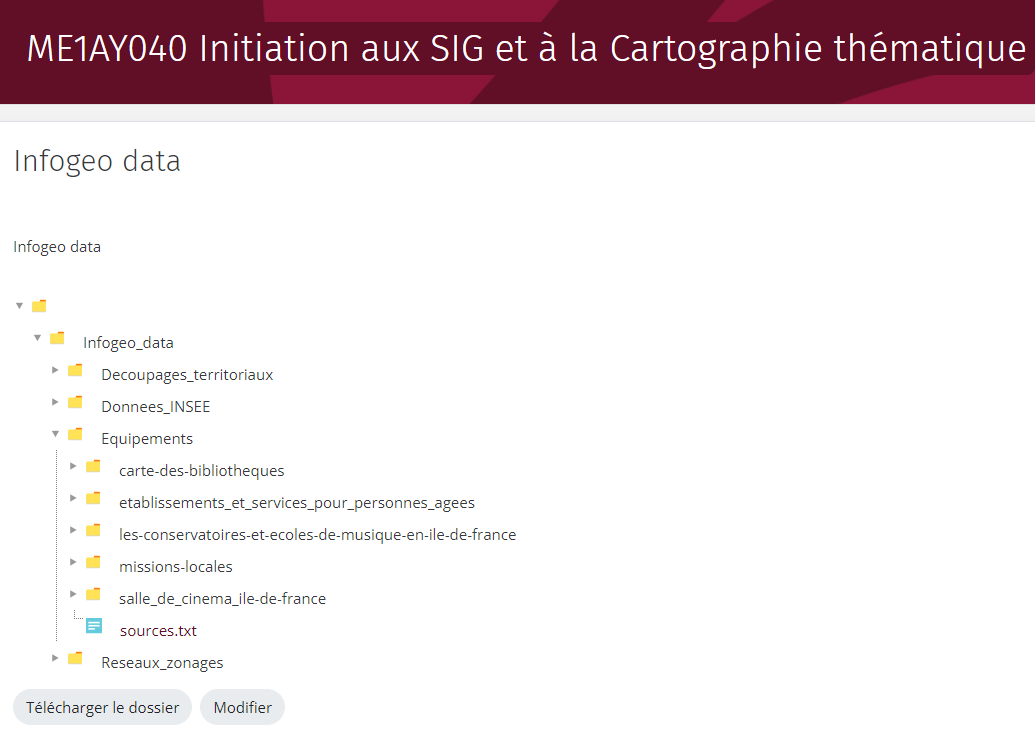 ME1AY040 Initiation aux SIG et à la Cartographie thématique
Infogeo data
Infogeo data
Infogeo_data
Decoupages_territoriaux
Donnees_INSEE
Equipements
carte-des-bibliotheques
etablissements_et_services_pour_personnes_agees
les-conservatoires-et-ecoles-de-musique-en-ile-de-france
missions-locales
salle_de_cinema_ile-de-france
sources.txt
Reseaux_zonages
Télécharger le dossier Modifier